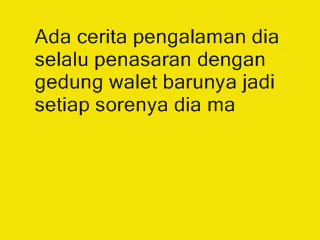 Ada cerita pengalaman dia
selalu penasaran dengan
gedung walet barunya jadi
setiap sorenya dia ma